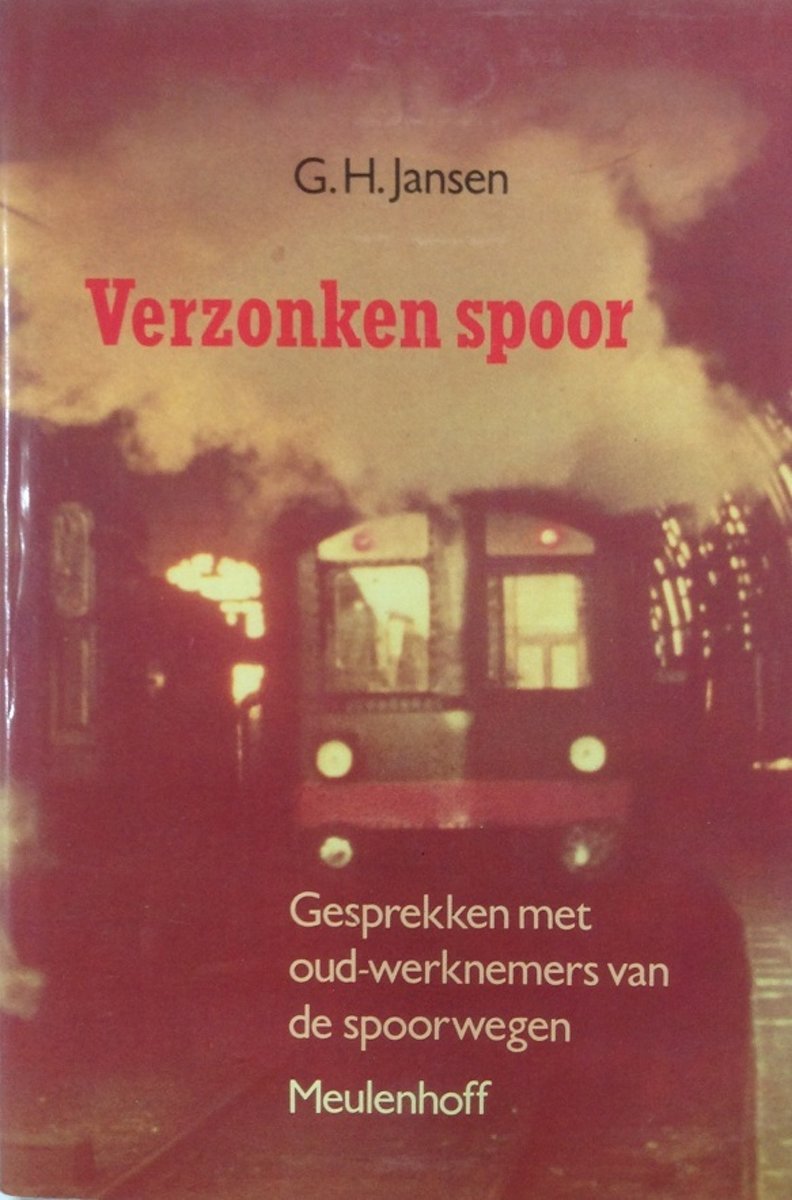 G.H. Jansen
Verzonken spoor
Gesprekken met
oud-werknemers van
de spoorwegen
Meulenhoff